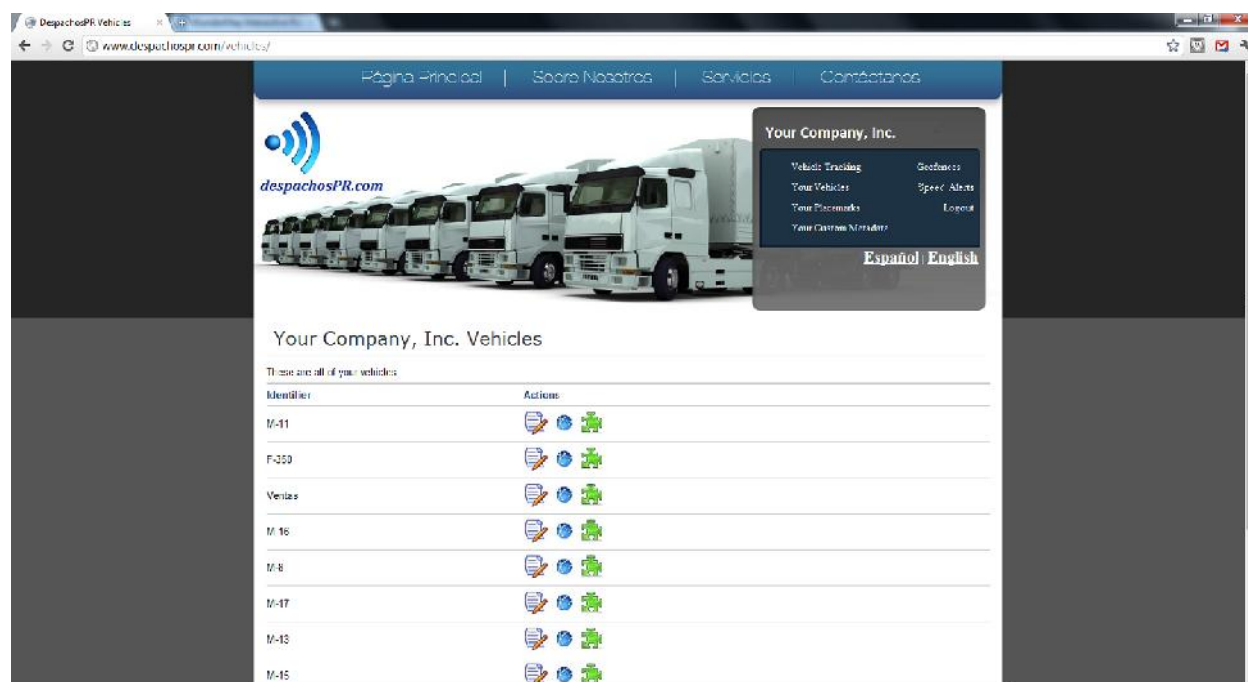 DespachosPR Vehicles
www.despachospr.com/vehicles/
Página Principal | Sobre Nosotros | Servicios | Contáctanos
despachosPR.com
Your Company, Inc.
Vehicle Tracking Geofences
Your Vehicles Speed Alerts
Your Placemarks Logout
Your Custom Metadata
Español | English
Your Company, Inc. Vehicles
These are all of your vehicles
Identifier Actions
M-11
F-350
Ventas
M-16
M-8
M-17
M-13
M-15